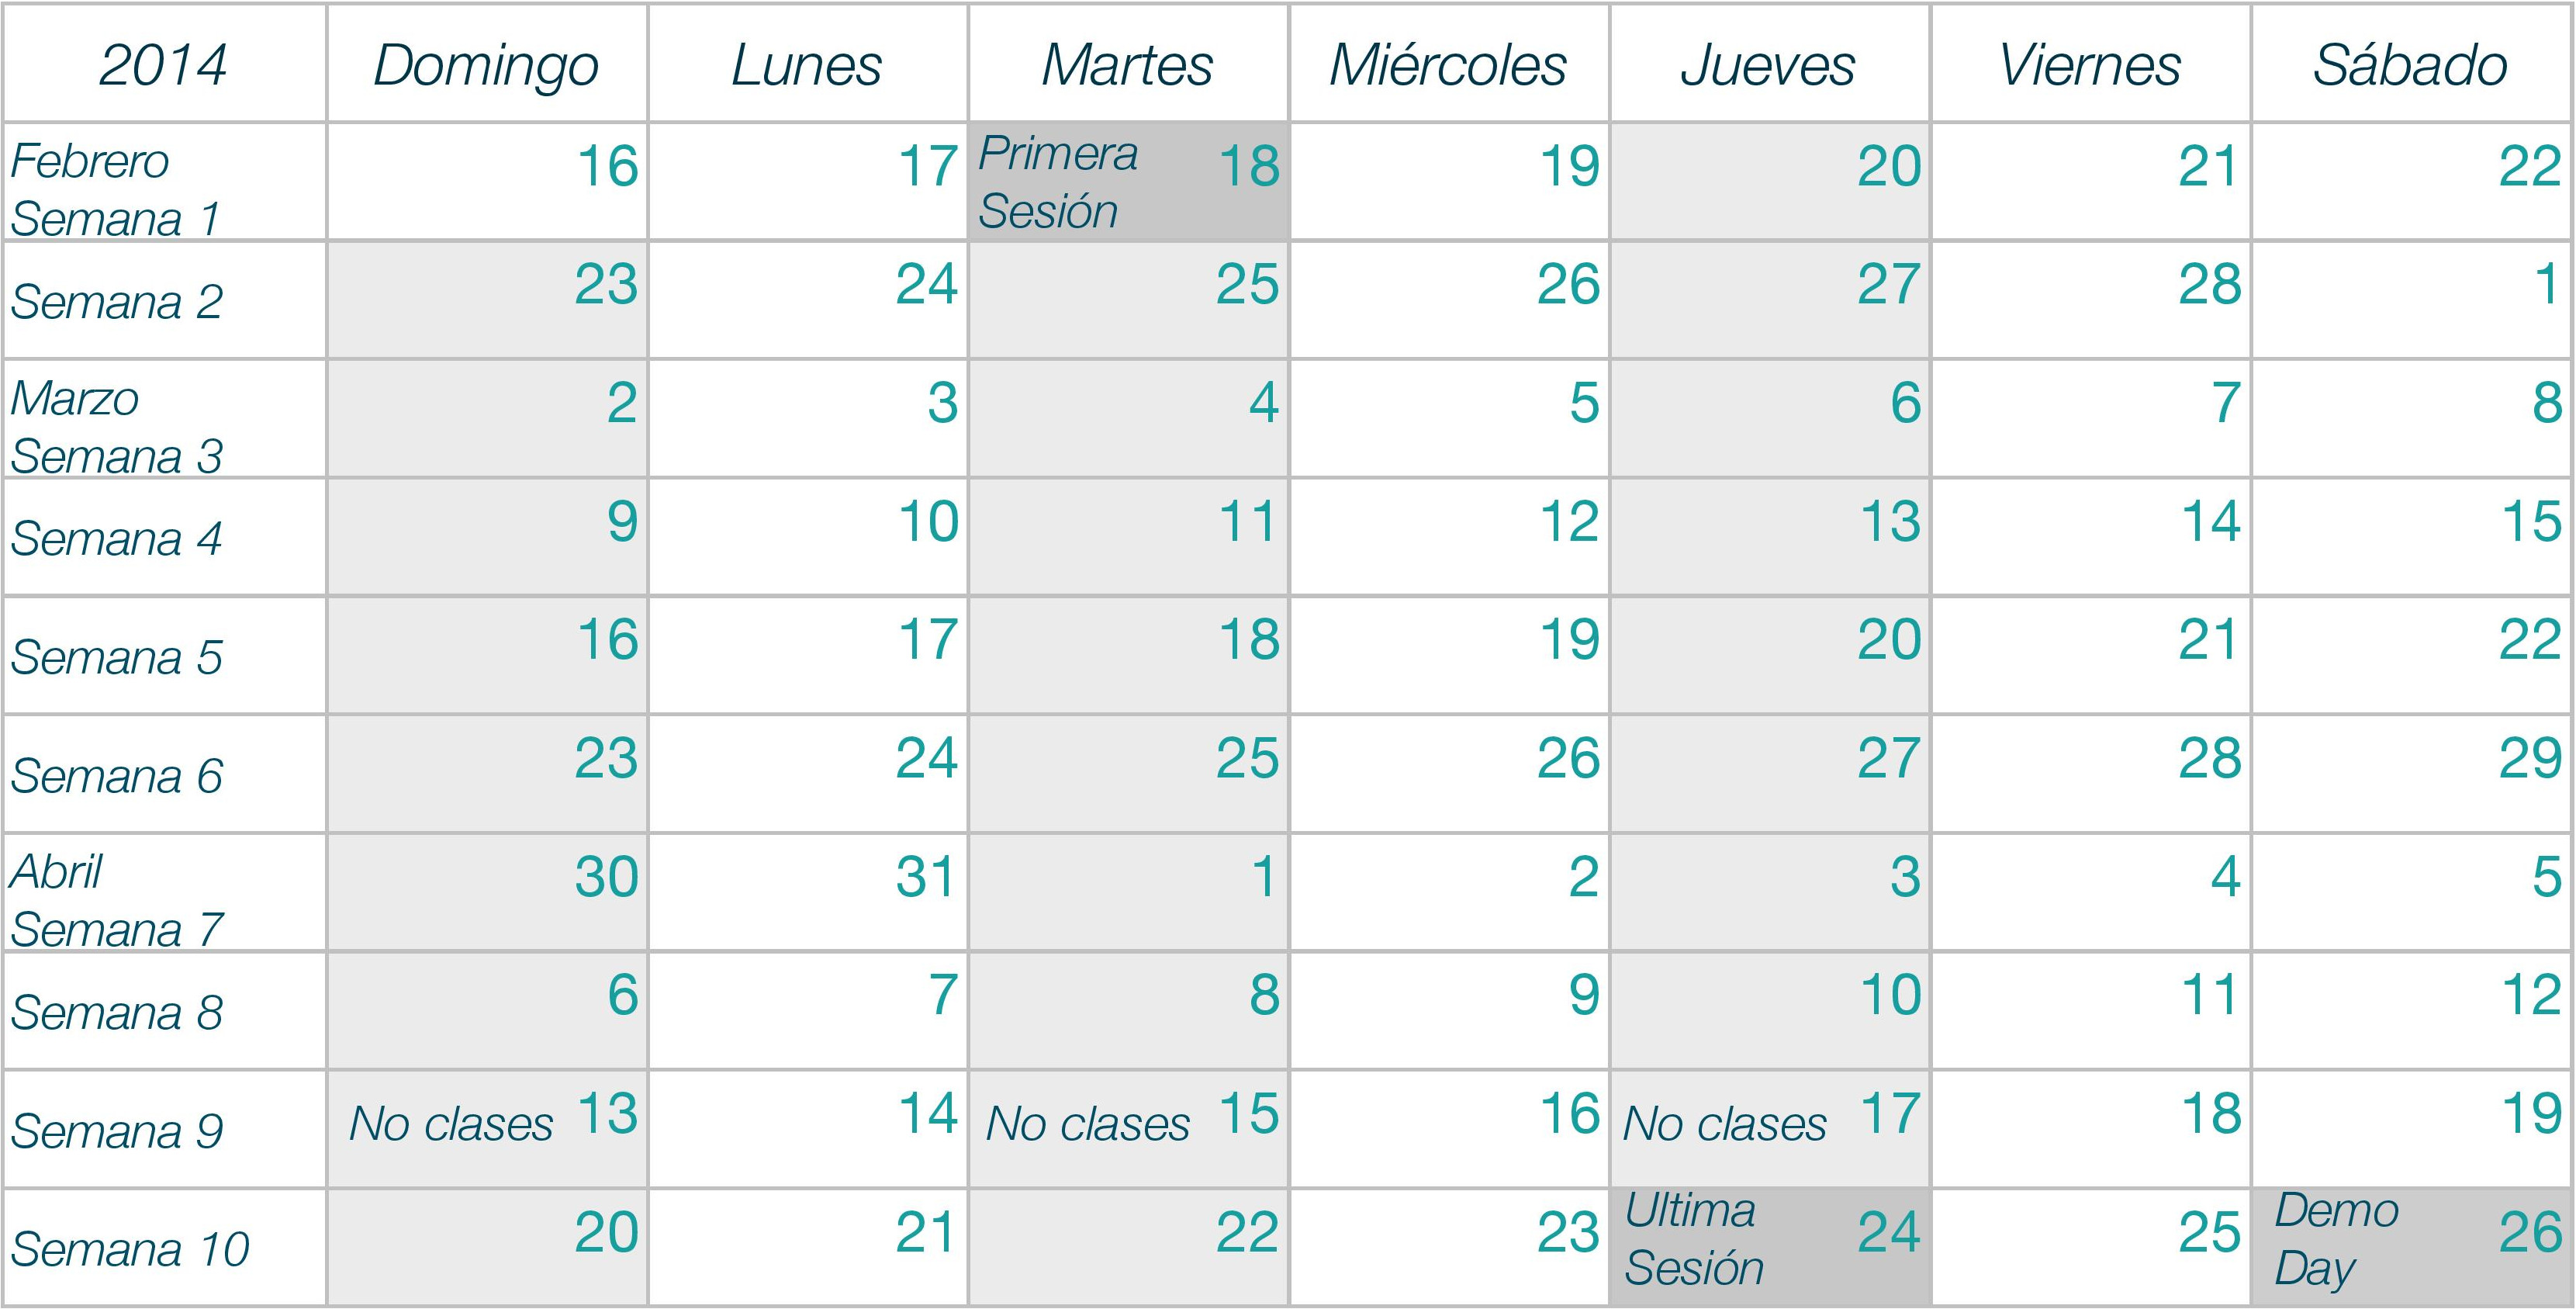 2014 Domingo Lunes Martes Miércoles Jueves Viernes Sábado
Febrero
Semana 1 16 17 Primera
Sesión 18 19 20 21 22
Semana 2 23 24 25 26 27 28 1
Marzo
Semana 3 2 3 4 5 6 7 8
Semana 4 9 10 11 12 13 14 15
Semana 5 16 17 18 19 20 21 22
Semana 6 23 24 25 26 27 28 29
Abril
Semana 7 30 31 1 2 3 4 5
Semana 8 6 7 8 9 10 11 12
Semana 9 No clases 13 14 No clases 15 16 No clases 17 18 19
Semana 10 20 21 22 23 Ultima
Sesión 24 25 Demo
Day 26